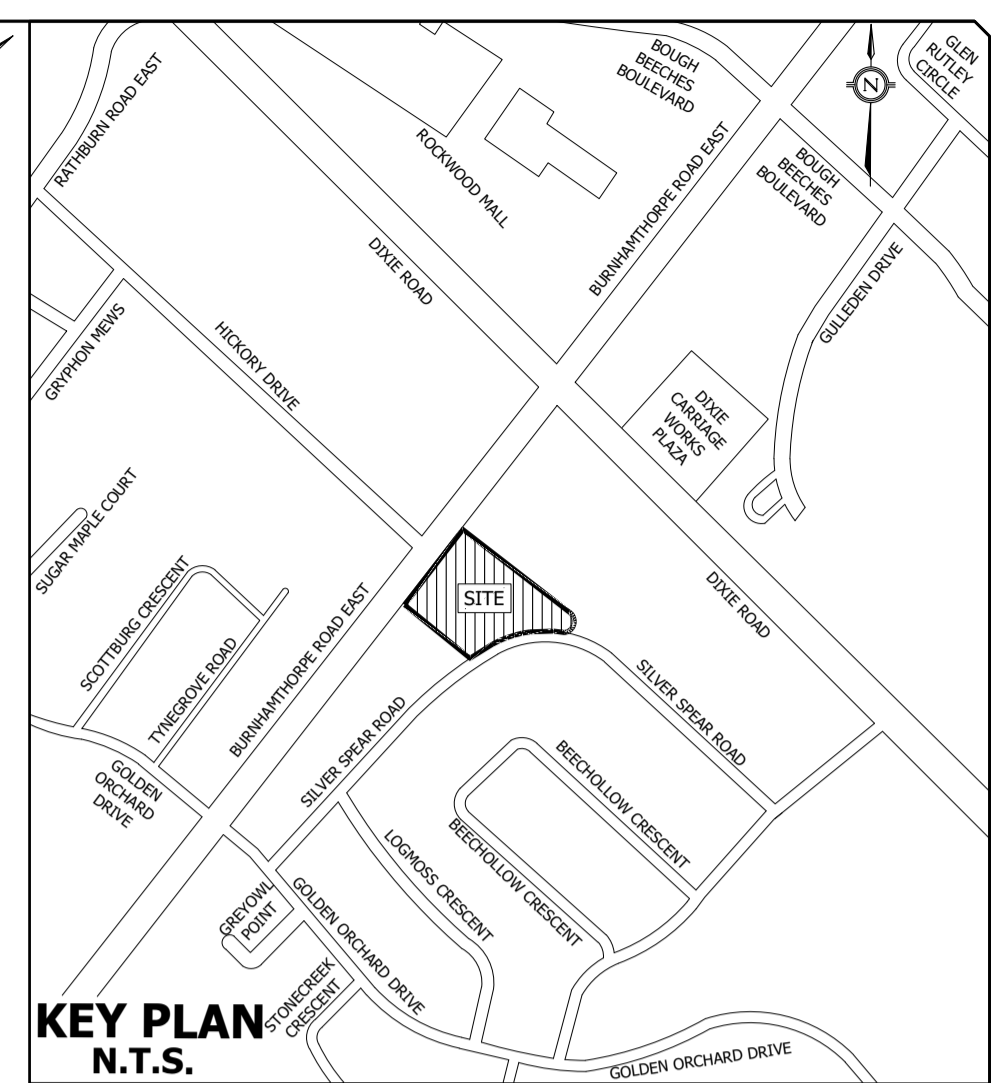 GLEN
RUTLEY
CIRCLE
BOUGH
BEECHES
BOULEVARD
N
RATHBURN ROAD EAST
ROCKWOOD MALL
BURNHAMTHORPE ROAD EAST
BOUGH
BEECHES
BOULEVARD
DIXIE ROAD
GULLEDEN DRIVE
GRYPHON MEWS
HICKORY DRIVE
DIXIE
CARRIAGE
WORKS
PLAZA
SUGAR MAPLE COURT
SCOTTBURG CRESCENT
SITE
DIXIE ROAD
TYNEGROVE ROAD
BURNHAMTHORPE ROAD EAST
SILVER SPEAR ROAD
SILVER SPEAR ROAD
GOLDEN
ORCHARD
DRIVE
BEECHOLLOW CRESCENT
BEECHOLLOW CRESCENT
LOGMOSS CRESCENT
GREYOWL
POINT
GOLDEN ORCHARD DRIVE
STONECREEK
CRESCENT
KEY PLAN
N.T.S.
GOLDEN ORCHARD DRIVE